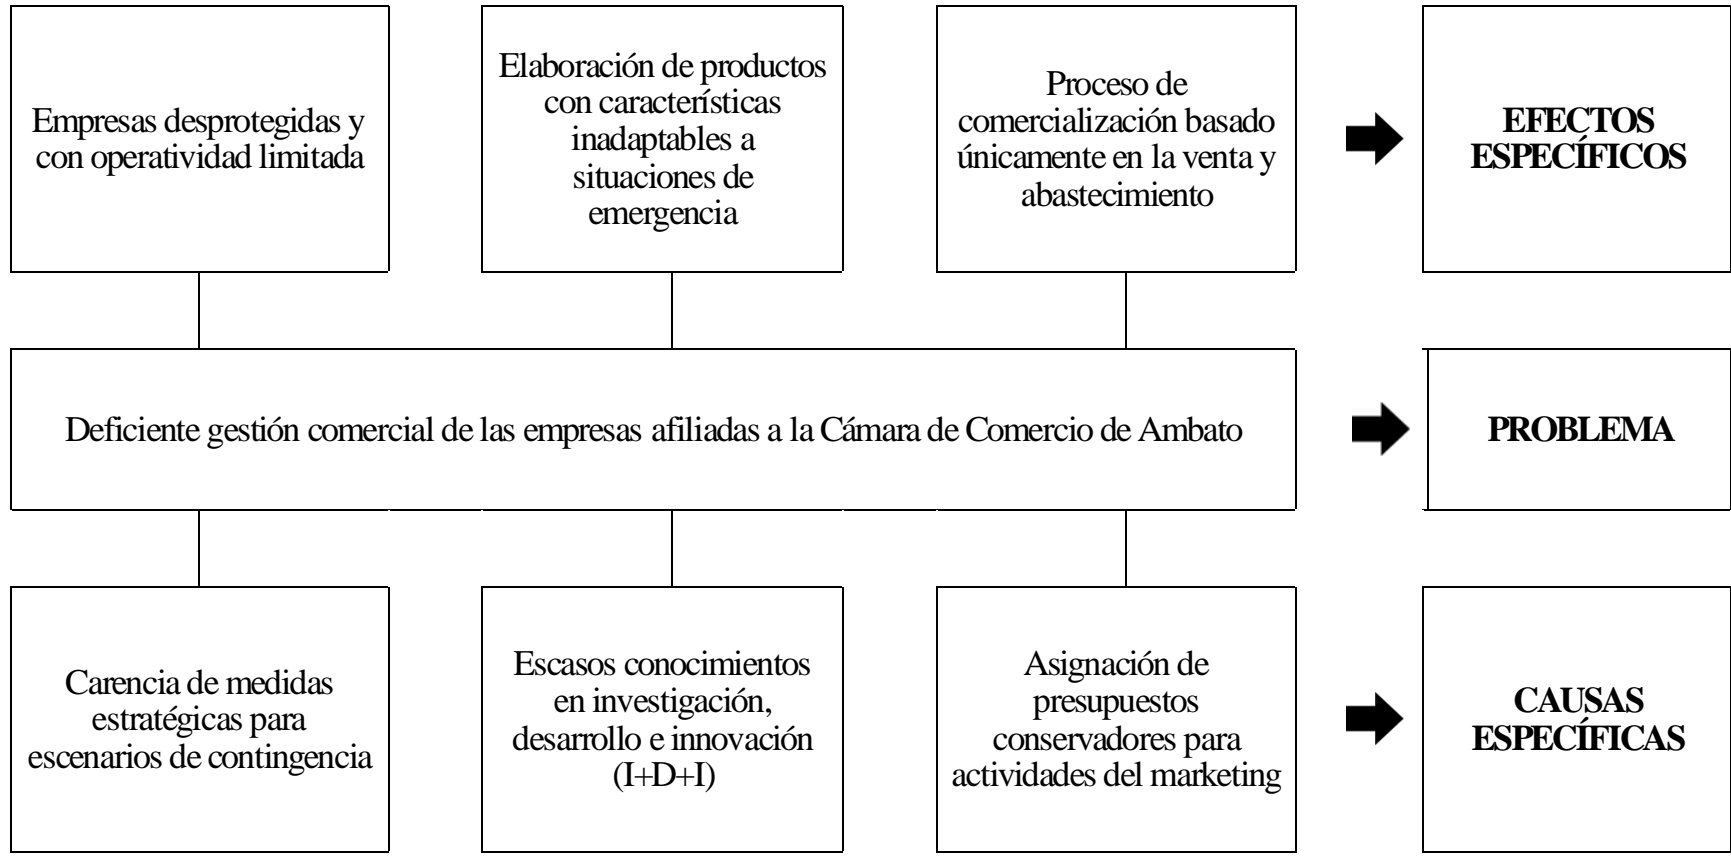 Empresas desprotegidas y
con operatividad limitada
Elaboración de productos
con características
inadaptables a
situaciones de
emergencia
Proceso de
comercialización basado
únicamente en la venta y
abastecimiento
EFECTOS
ESPECÍFICOS
Deficiente gestión comercial de las empresas afiliadas a la Cámara de Comercio de Ambato
PROBLEMA
Carencia de medidas
estratégicas para
escenarios de contingencia
Escasos conocimientos
en investigación,
desarrollo e innovación
(I+D+I)
Asignación de
presupuestos
conservadores para
actividades del marketing
CAUSAS
ESPECÍFICAS